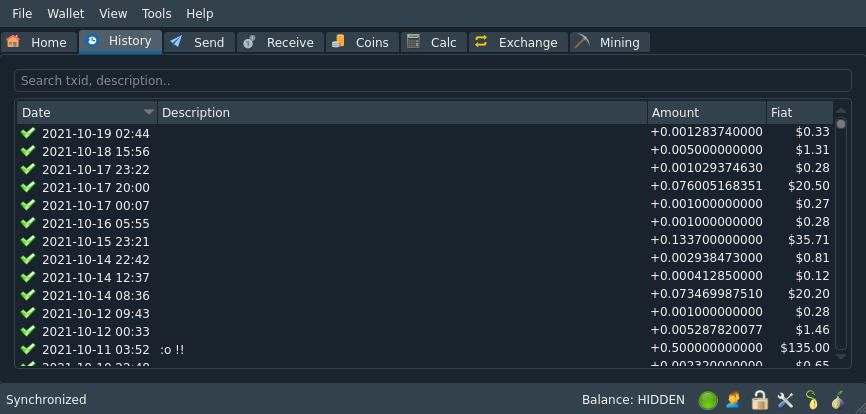 File Wallet View Tools Help
Home History Send Receive Coins Calc Exchange Mining
Search txid, description..
Date Description Amount Fiat
2021-10-19 02:44 +0.001283740000 $0.33
2021-10-18 15:56 +0.005000000000 $1.31
2021-10-17 23:22 +0.001029374630 $0.28
2021-10-17 20:00 +0.076005168351 $20.50
2021-10-17 00:07 +0.001000000000 $0.27
2021-10-16 05:55 +0.001000000000 $0.28
2021-10-15 23:21 +0.133700000000 $35.71
2021-10-14 22:42 +0.002938473000 $0.81
2021-10-14 12:37 +0.000412850000 $0.12
2021-10-14 08:36 +0.073469987510 $20.20
2021-10-12 09:43 +0.001000000000 $0.28
2021-10-12 00:33 +0.005287820077 $1.46
2021-10-11 03:52 :o !! +0.500000000000 $135.00
Synchronized Balance: HIDDEN